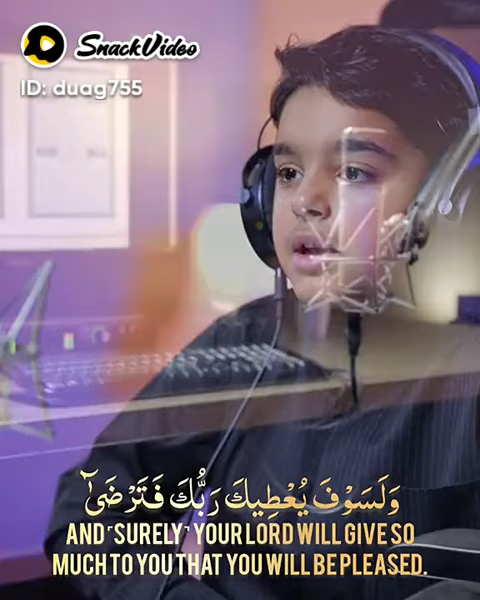 SnackVideo
ID: duag755
وَلَسَوْفَ يُعْطِيكَ رَبُّكَ فَتَرْضَىٰٓ
AND ⸢SURELY⸣ YOUR LORD WILL GIVE SO
MUCH TO YOU THAT YOU WILL BE PLEASED.